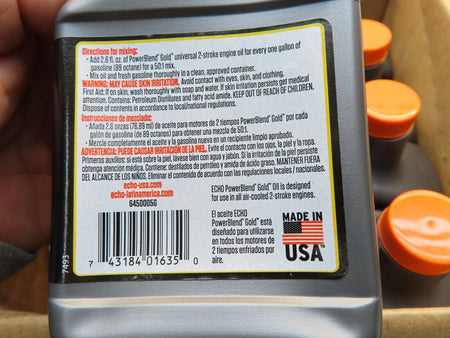 Directions for mixing:
• Add 2.6 fl. oz. of PowerBlend® Gold™ universal 2-stroke engine oil for every one gallon of
gasoline (89 octane) for a 50:1 mix.
• Mix oil and fresh gasoline thoroughly in a clean, approved container.
WARNING: MAY CAUSE SKIN IRRITATION. Avoid contact with eyes, skin, and clothing.
First Aid: If on skin, wash thoroughly with soap and water. If skin irritation persists get medical
attention. Contains: Petroleum Distillates and fatty acid amide. KEEP OUT OF REACH OF CHILDREN.
Dispose of contents in accordance to local/national regulations.
Instrucciones de mezclado:
• Añada 2.6 onzas (76.89 ml) de aceite PowerBlend® Gold™ para motores de 2 tiempos por cada
galón de gasolina (de 89 octanos) para obtener una mezcla de 50:1.
• Mezcle completamente el aceite y la gasolina nueva en un recipiente limpio aprobado.
ADVERTENCIA: PUEDE CAUSAR IRRITACIÓN DE LA PIEL. Evite el contacto con los ojos, la piel y la ropa.
Primeros auxilios: si está sobre la piel, lávese bien con agua y jabón. Si la irritación de la piel persiste
obtenga atención médica. Contiene: destilados de petróleo y amida de ácido graso. MANTENER FUERA
DEL ALCANCE DE LOS NIÑOS. Eliminar el contenido de acuerdo con las regulaciones locales / nacionales.
echo-usa.com
echo-latinamerica.com
64500056
ECHO PowerBlend® Gold™ Oil is designed
for use in all air-cooled 2-stroke engines.
El aceite ECHO
PowerBlend® Gold™ está
diseñado para utilizarse
en todos los motores de
2 tiempos enfriados por
aire.
MADE IN
USA
7493
7 43184 01635 0